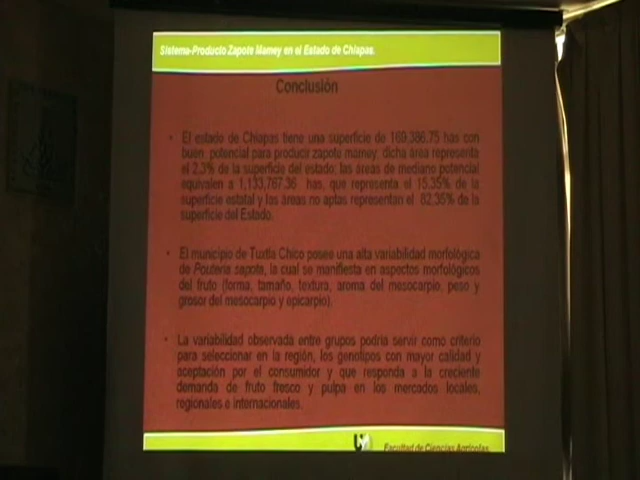 Sistema-Producto Zapote Mamey en el Estado de Chiapas.
Conclusión
• El estado de Chiapas tiene una superficie de 169,386.75 has con
buen potencial para producir zapote mamey; dicha área representa
el 2.3% de la superficie del estado; las áreas de mediano potencial
equivalen a 1,133,767.36 has, que representa el 15.35% de la
superficie estatal y las áreas no aptas representan el 82.35% de la
superficie del Estado.
• El municipio de Tuxtla Chico posee una alta variabilidad morfológica
de Pouteria sapota, la cual se manifiesta en aspectos morfológicos
del fruto (forma, tamaño, textura, aroma del mesocarpio, peso y
grosor del mesocarpio y epicarpio).
• La variabilidad observada entre grupos podría servir como criterio
para seleccionar en la región, los genotipos con mayor calidad y
aceptación por el consumidor y que responda a la creciente
demanda de fruto fresco y pulpa en los mercados locales,
regionales e internacionales.
Facultad de Ciencias Agrícolas